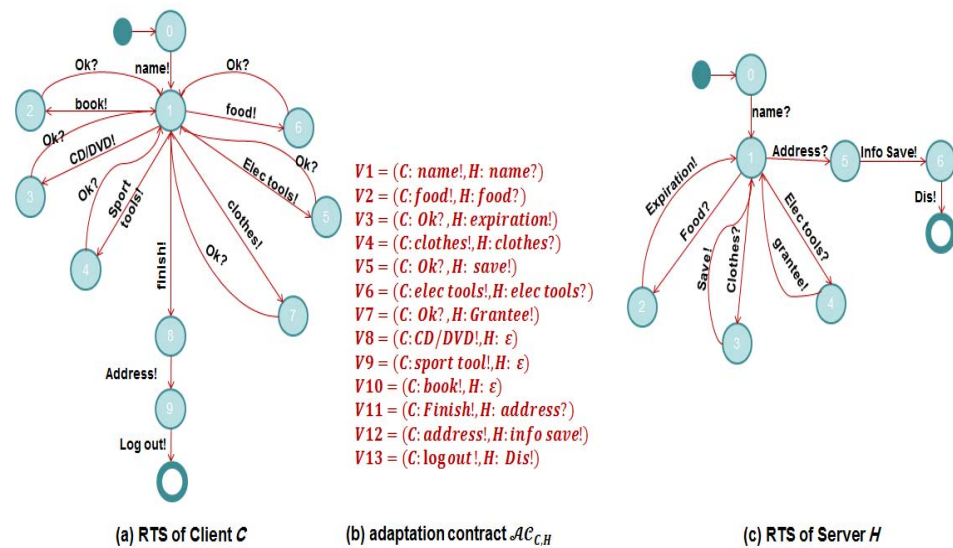 0
name!
Ok?
Ok?
2
book!
1
food!
6
Ok?
CD/DVD!
3
Ok?
Sport
tools!
4
Elec tools!
Ok?
5
clothes!
Ok?
7
finish!
8
Address!
9
Log out!
(a) RTS of Client C
V1 = (C: name!, H: name?)
V2 = (C: food!, H: food?)
V3 = (C: Ok?, H: expiration!)
V4 = (C: clothes!, H: clothes?)
V5 = (C: Ok?, H: save!)
V6 = (C: elec tools!, H: elec tools?)
V7 = (C: Ok?, H: Grantee!)
V8 = (C: CD/DVD!, H: ε)
V9 = (C: sport tool!, H: ε)
V10 = (C: book!, H: ε)
V11 = (C: Finish!, H: address?)
V12 = (C: address!, H: info save!)
V13 = (C: logout!, H: Dis!)
(b) adaptation contract 𝒜𝒞C,H
0
name?
1
Address?
5
Info Save!
6
Dis!
Expiration!
Food?
2
Save!
Clothes?
3
Elec tools?
grantee!
4
(c) RTS of Server H